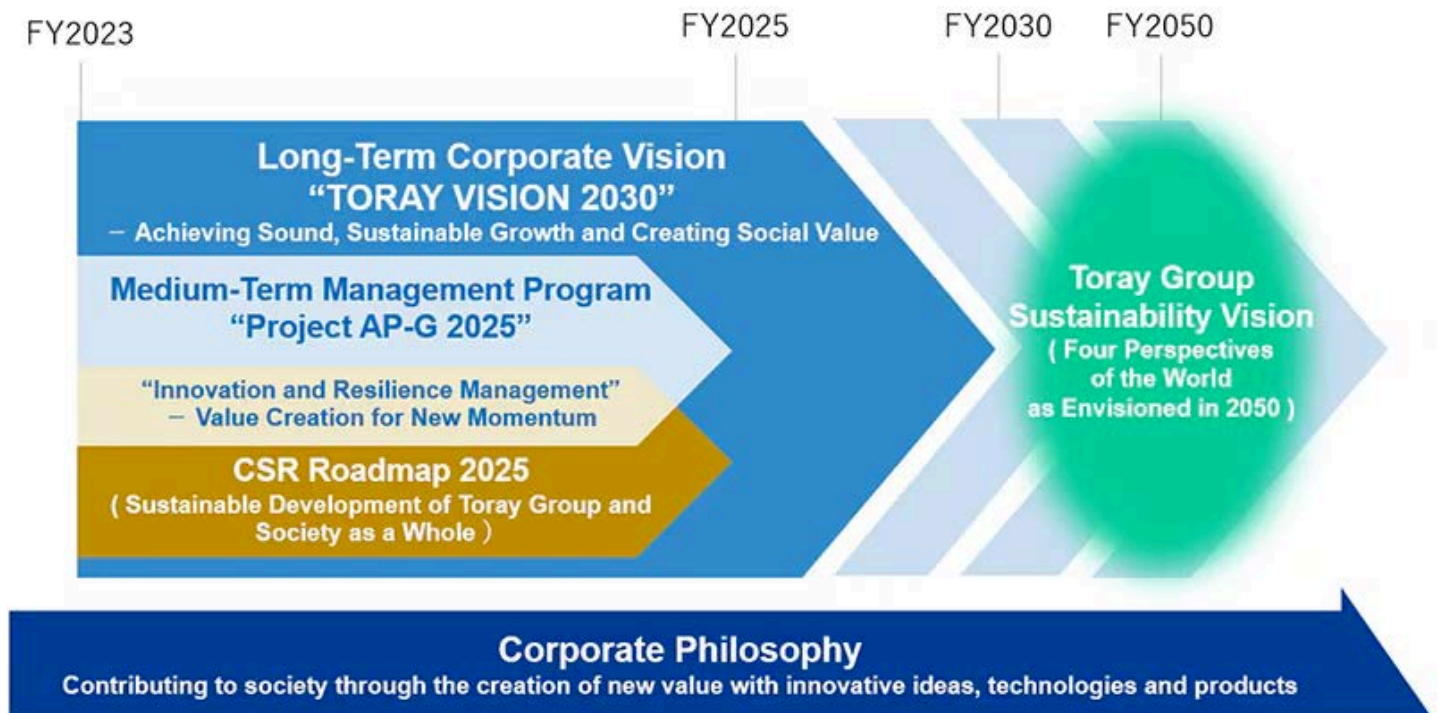 FY2023
FY2025
FY2030
FY2050
Long-Term Corporate Vision
“TORAY VISION 2030”
– Achieving Sound, Sustainable Growth and Creating Social Value
Medium-Term Management Program
“Project AP-G 2025”
“Innovation and Resilience Management”
– Value Creation for New Momentum
CSR Roadmap 2025
( Sustainable Development of Toray Group and
Society as a Whole )
Toray Group
Sustainability Vision
( Four Perspectives
of the World
as Envisioned in 2050 )
Corporate Philosophy
Contributing to society through the creation of new value with innovative ideas, technologies and products